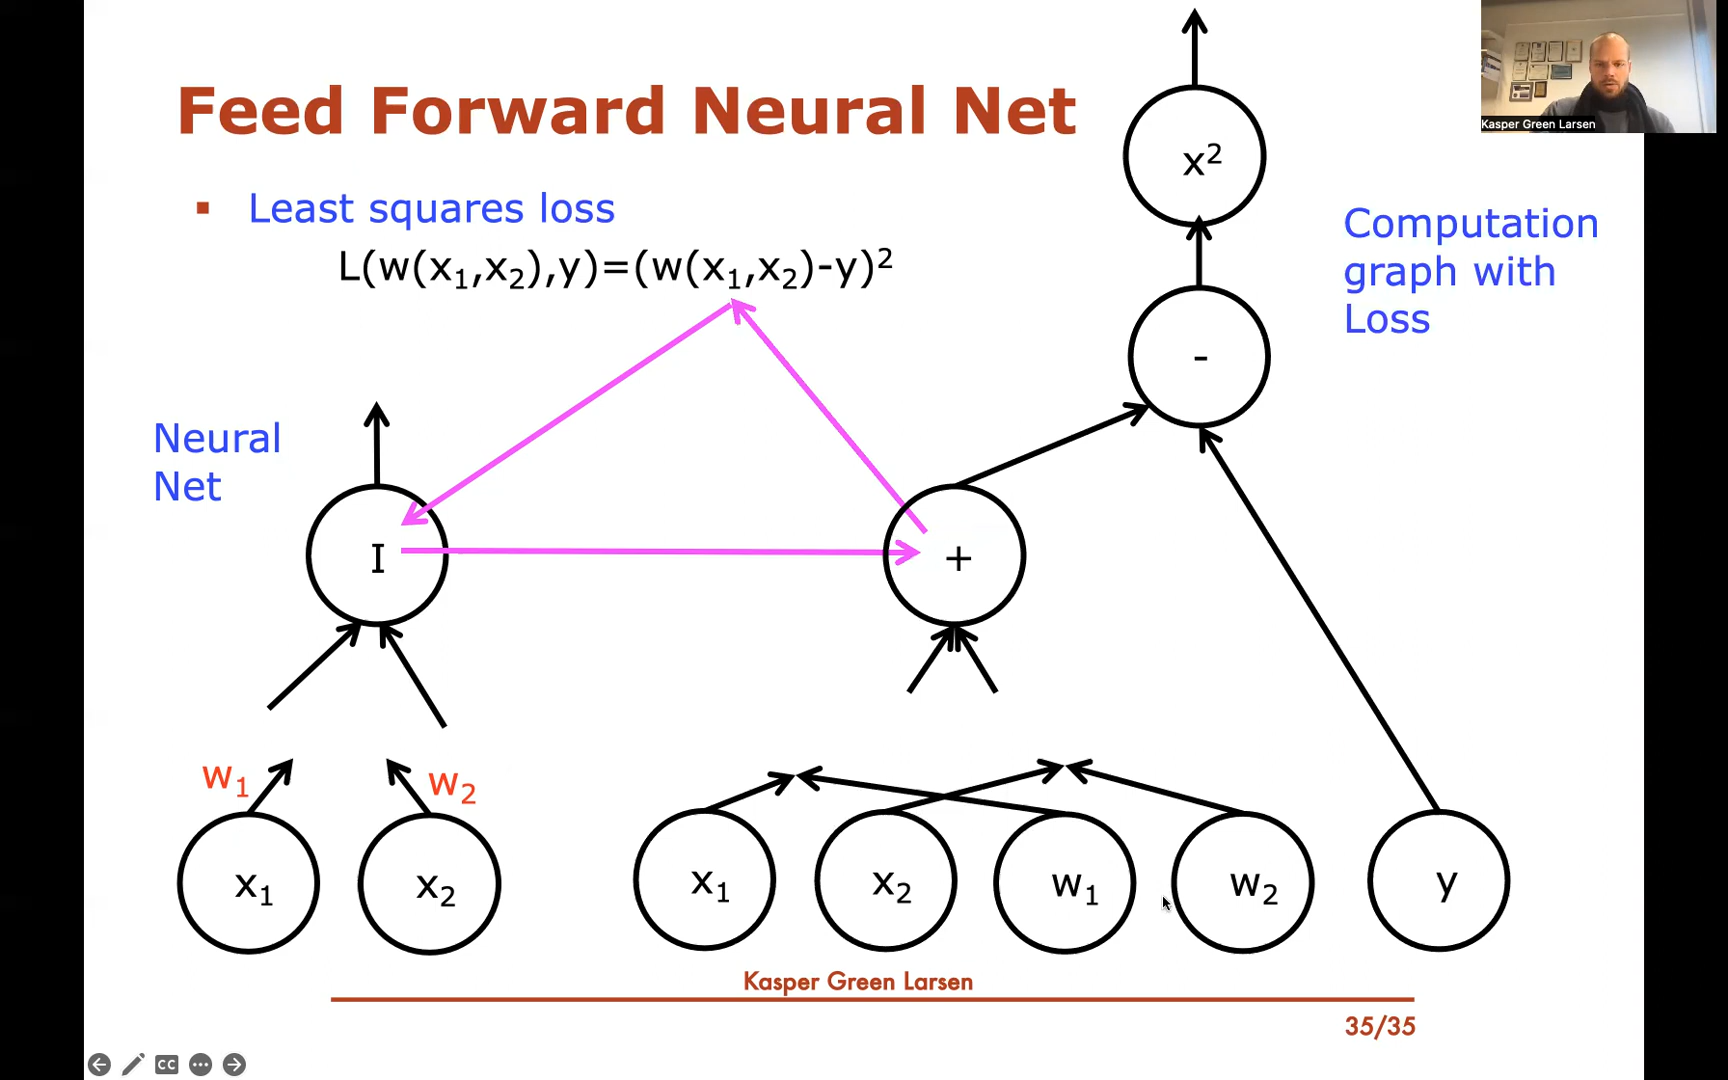 Feed Forward Neural Net
Kasper Green Larsen
x²
▪ Least squares loss
L(w(x₁,x₂),y)=(w(x₁,x₂)-y)²
Computation
graph with
Loss
-
Neural
Net
I
+
w₁
w₂
x₁
x₂
x₁
x₂
w₁
w₂
y
Kasper Green Larsen
35/35
CC